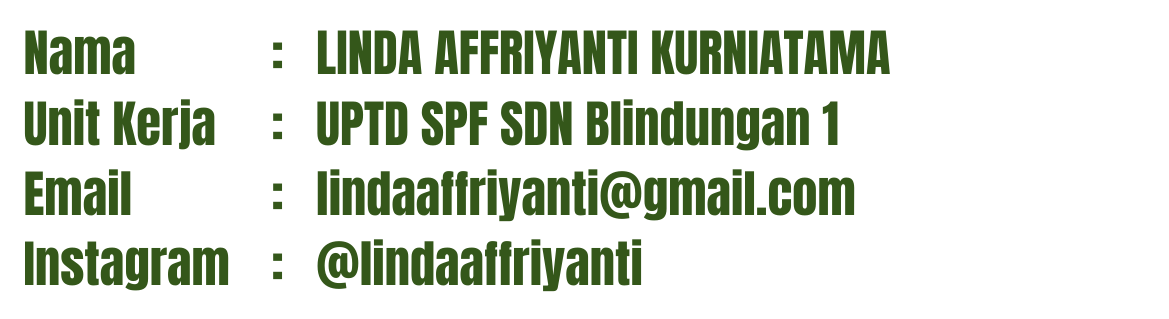 Nama : LINDA AFFRIYANTI KURNIATAMA
Unit Kerja : UPTD SPF SDN Blindungan 1
Email : lindaaffriyanti@gmail.com
Instagram : @lindaaffriyanti